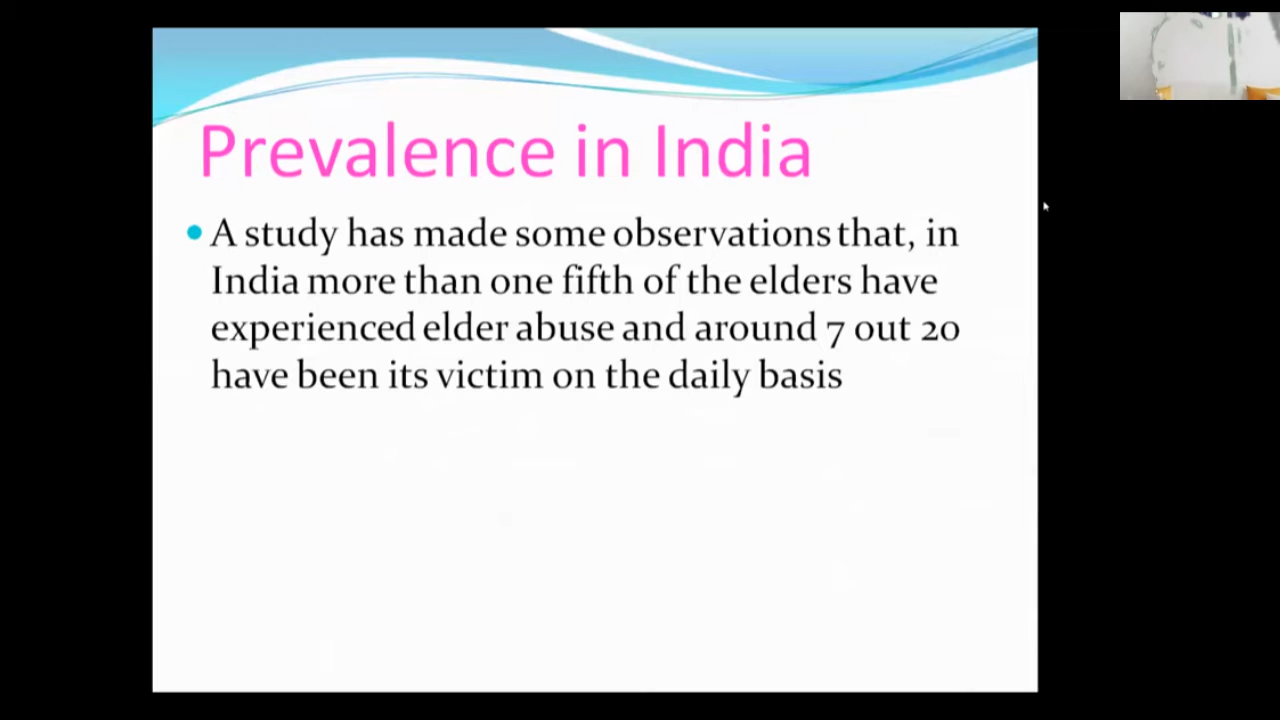 Prevalence in India
A study has made some observations that, in
India more than one fifth of the elders have
experienced elder abuse and around 7 out 20
have been its victim on the daily basis